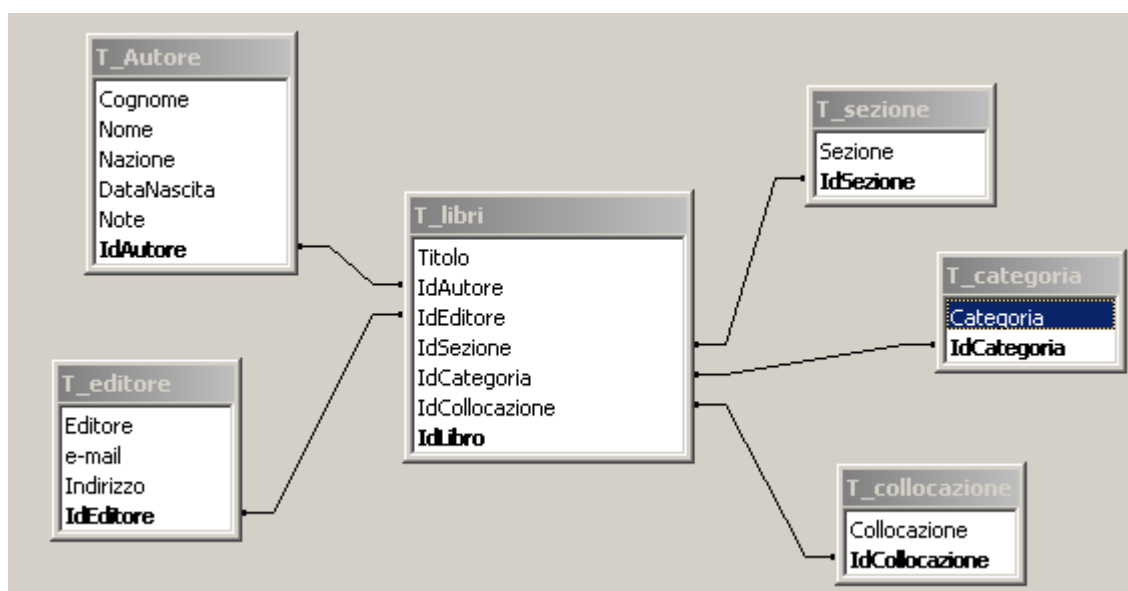 T_Autore
Cognome
Nome
Nazione
DataNascita
Note
IdAutore
T_editore
Editore
e-mail
Indirizzo
IdEditore
T_libri
Titolo
IdAutore
IdEditore
IdSezione
IdCategoria
IdCollocazione
IdLibro
T_sezione
Sezione
IdSezione
T_categoria
Categoria
IdCategoria
T_collocazione
Collocazione
IdCollocazione